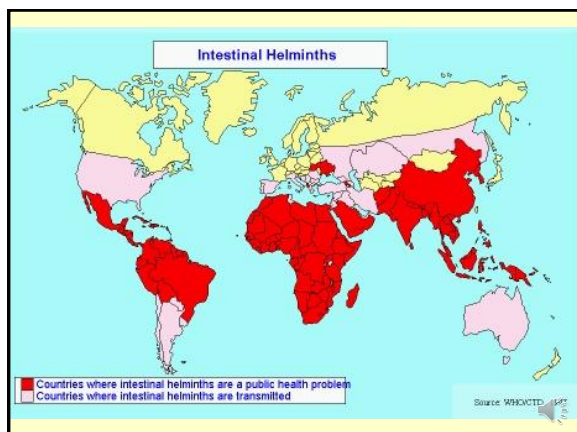 Intestinal Helminths
Countries where intestinal helminths are a public health problem
Countries where intestinal helminths are transmitted
Source: WHO/CTD,